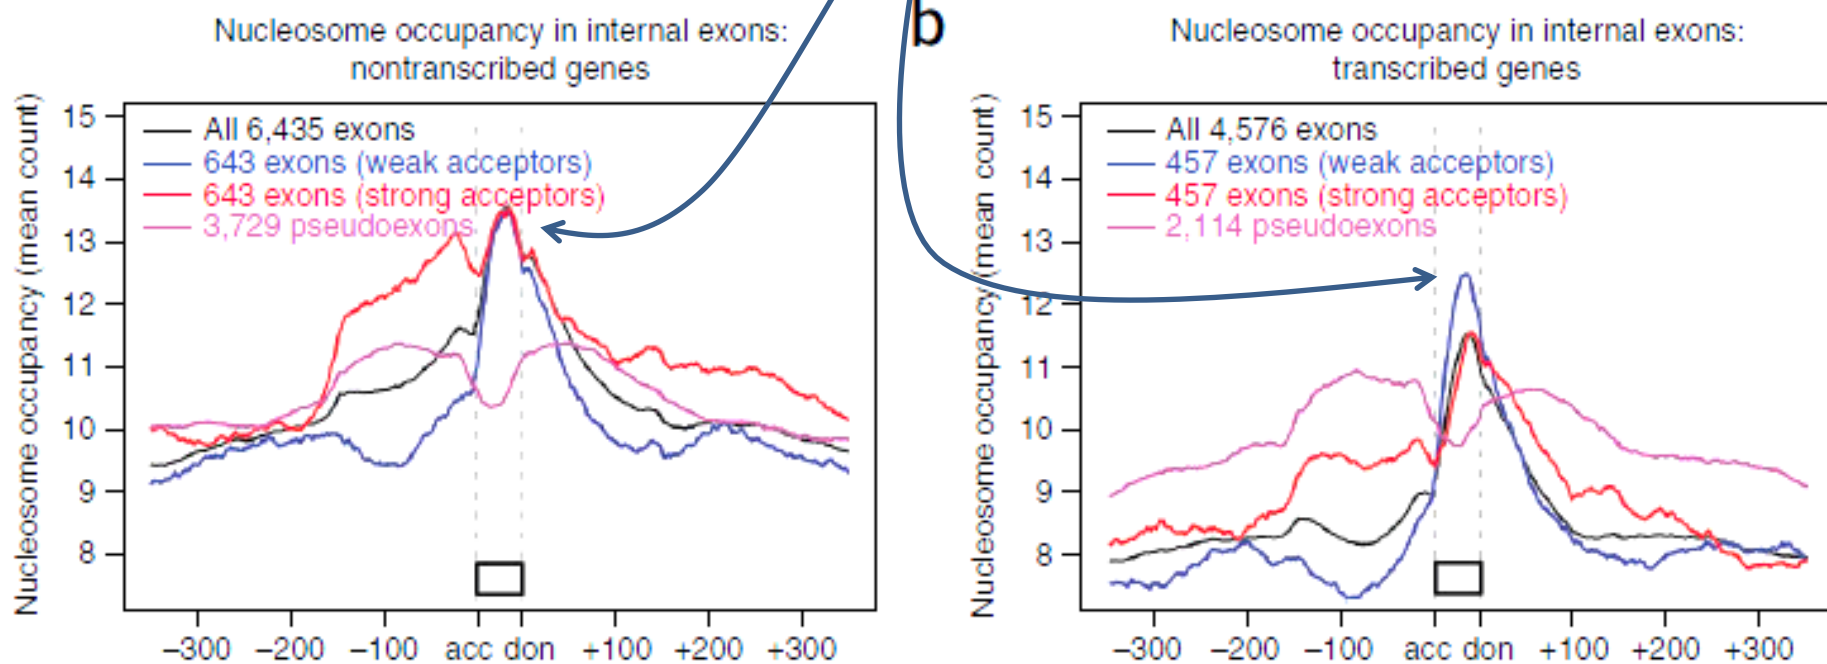 Nucleosome occupancy in internal exons:
nontranscribed genes
Nucleosome occupancy (mean count)
15
14
13
12
11
10
9
8
All 6,435 exons
643 exons (weak acceptors)
643 exons (strong acceptors)
3,729 pseudoexons
−300 −200 −100 acc don +100 +200 +300
b
Nucleosome occupancy in internal exons:
transcribed genes
Nucleosome occupancy (mean count)
15
14
13
12
11
10
9
8
All 4,576 exons
457 exons (weak acceptors)
457 exons (strong acceptors)
2,114 pseudoexons
−300 −200 −100 acc don +100 +200 +300